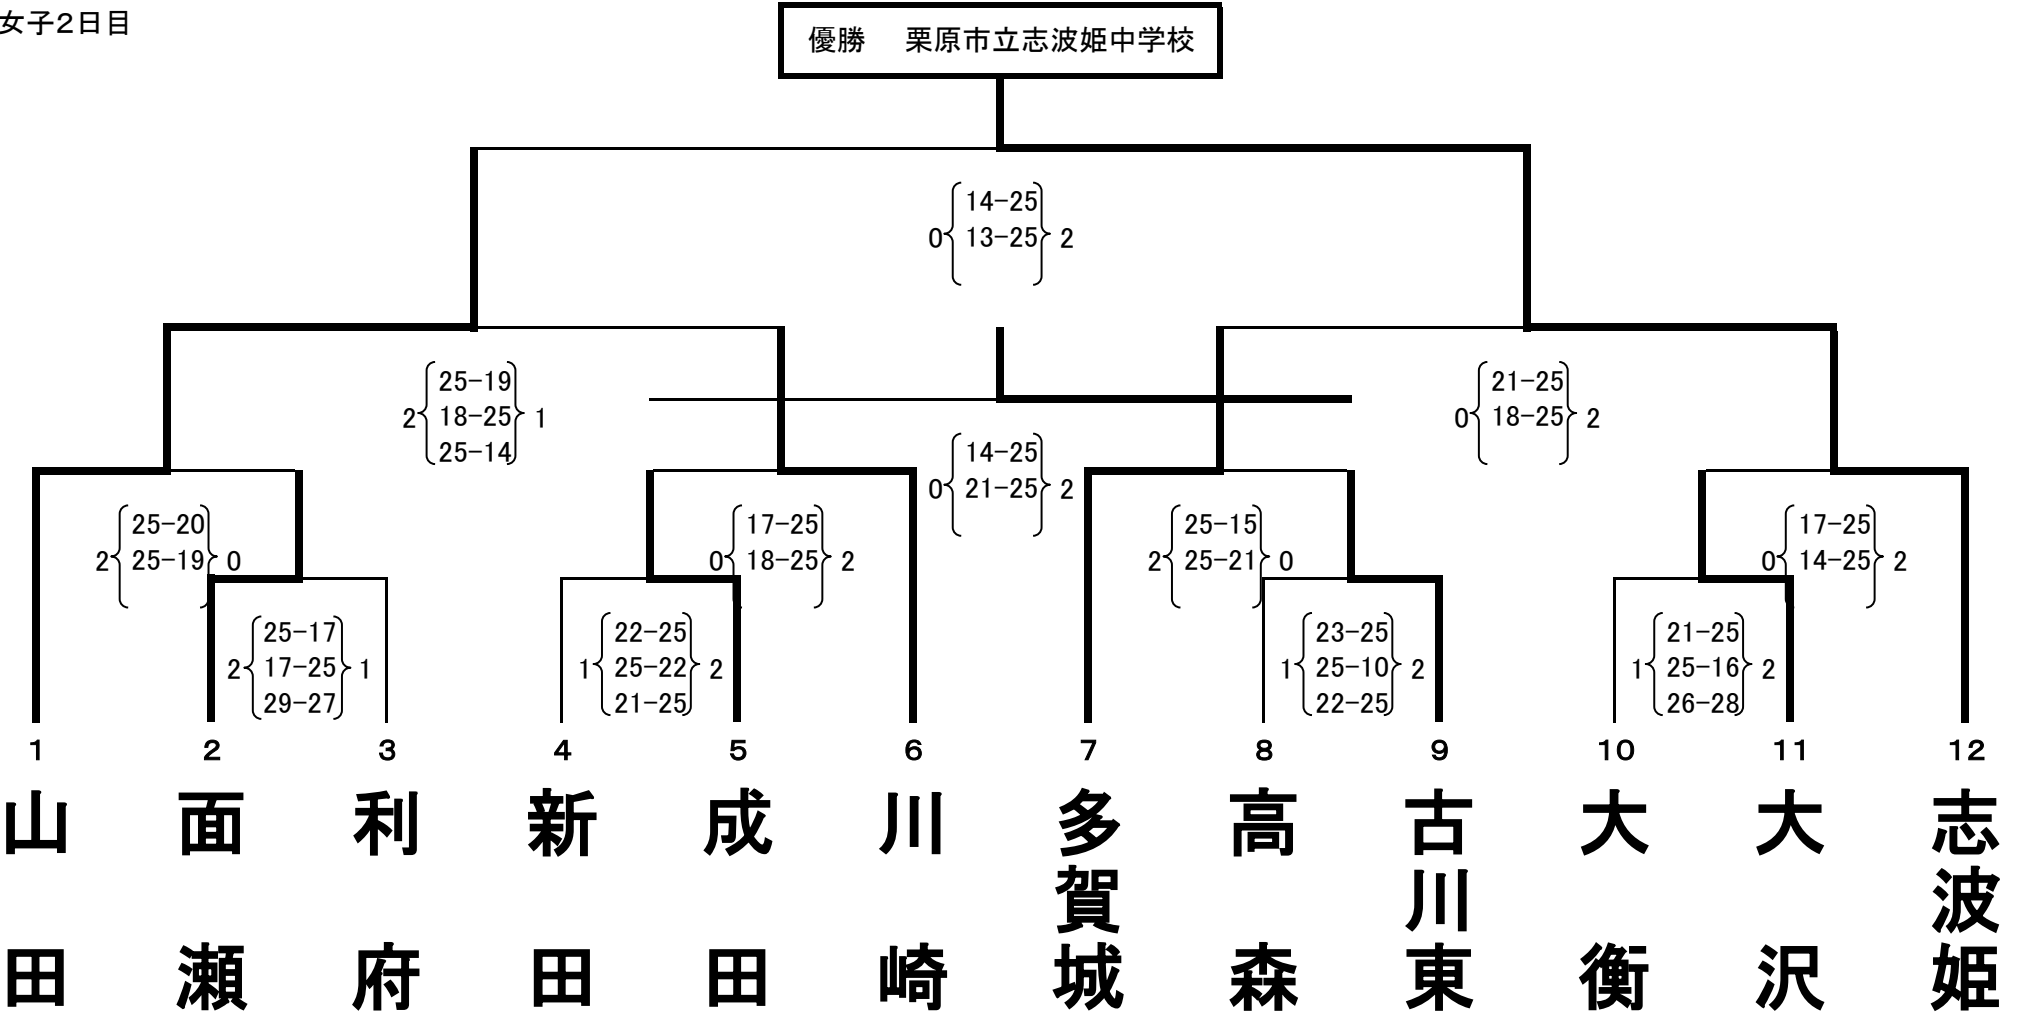 女子2日目
優勝　栗原市立志波姫中学校
14-25
0 13-25 2
25-19
2 18-25 1
25-14
21-25
0 18-25 2
14-25
0 21-25 2
25-20
2 25-19 0
17-25
0 18-25 2
25-15
2 25-21 0
17-25
0 14-25 2
25-17
2 17-25 1
29-27
22-25
1 25-22 2
21-25
23-25
1 25-10 2
22-25
21-25
1 25-16 2
26-28
1 2 3 4 5 6 7 8 9 10 11 12
山田
面瀬
利府
新田
成田
川崎
多賀城
高森
古川東
大衡
大沢
志波姫